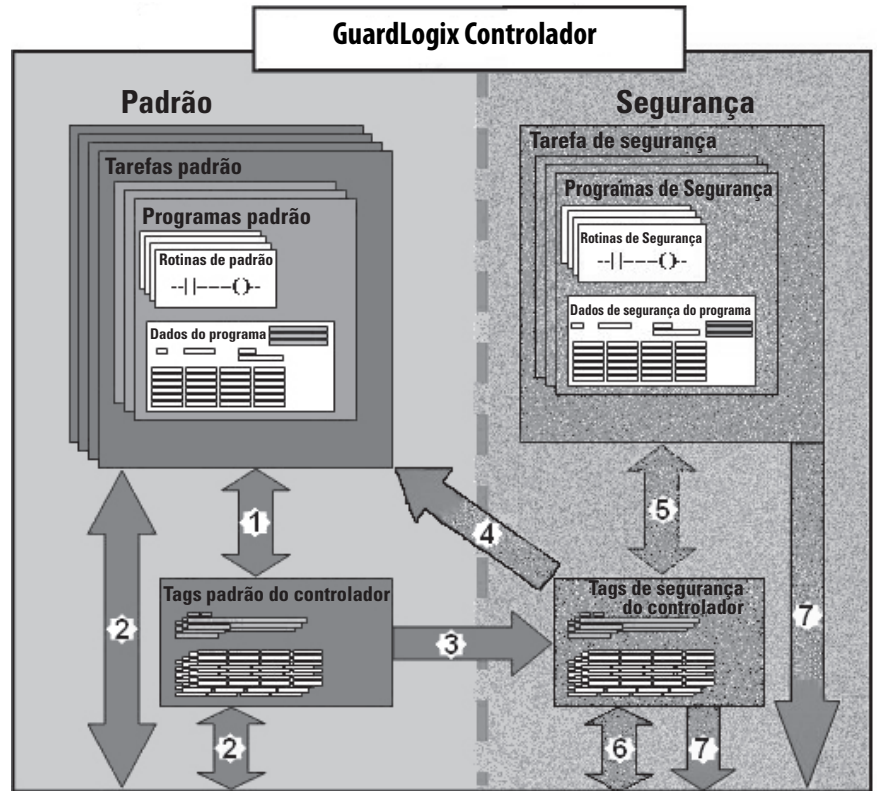 GuardLogix Controlador
Padrão
Segurança
Tarefas padrão
Programas padrão
Rotinas de padrão
Dados do programa
Tarefa de segurança
Programas de Segurança
Rotinas de Segurança
Dados de segurança do programa
1
2
4
5
7
Tags padrão do controlador
3
Tags de segurança
do controlador
2
6
7